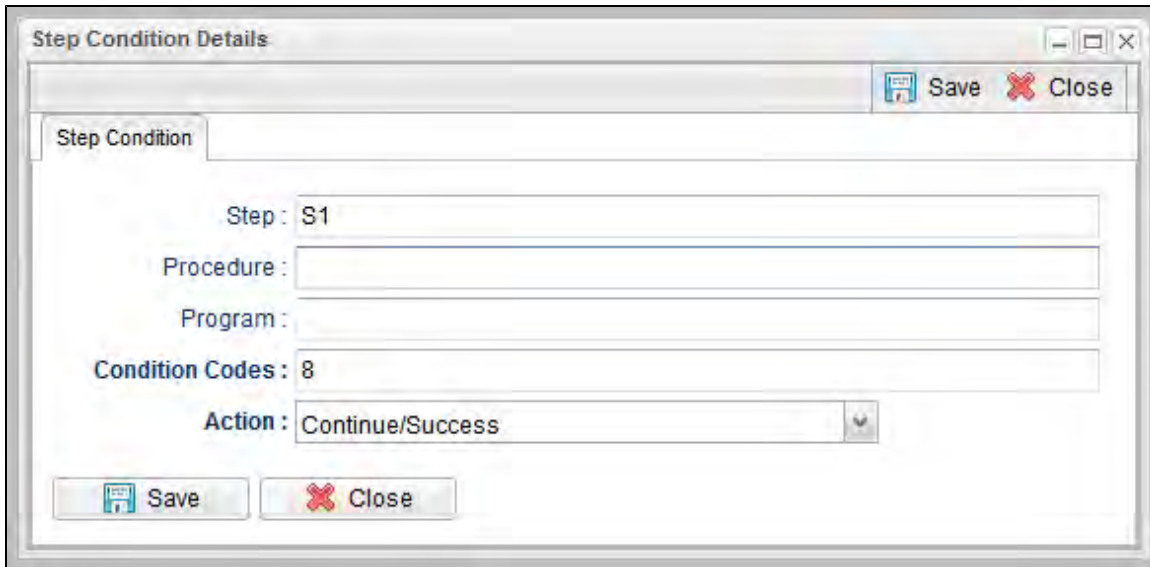 Step Condition Details
Save Close
Step Condition
Step : S1
Procedure :
Program :
Condition Codes : 8
Action : Continue/Success
Save Close